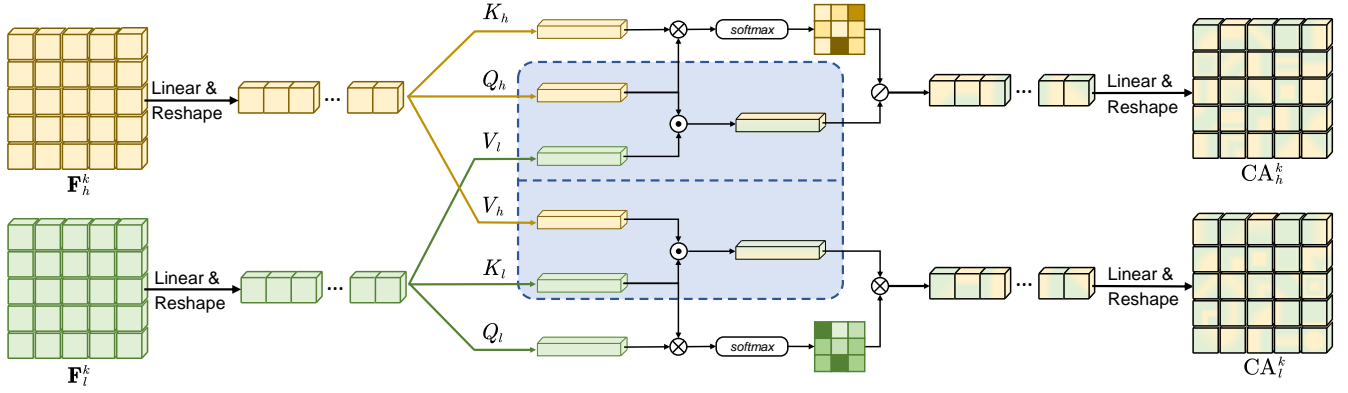 K_h
softmax
Q_h
Linear &
Reshape
...
...
Linear &
Reshape
V_l
F_h^k
CA_h^k
V_h
K_l
Linear &
Reshape
...
...
Linear &
Reshape
Q_l
softmax
F_l^k
CA_l^k